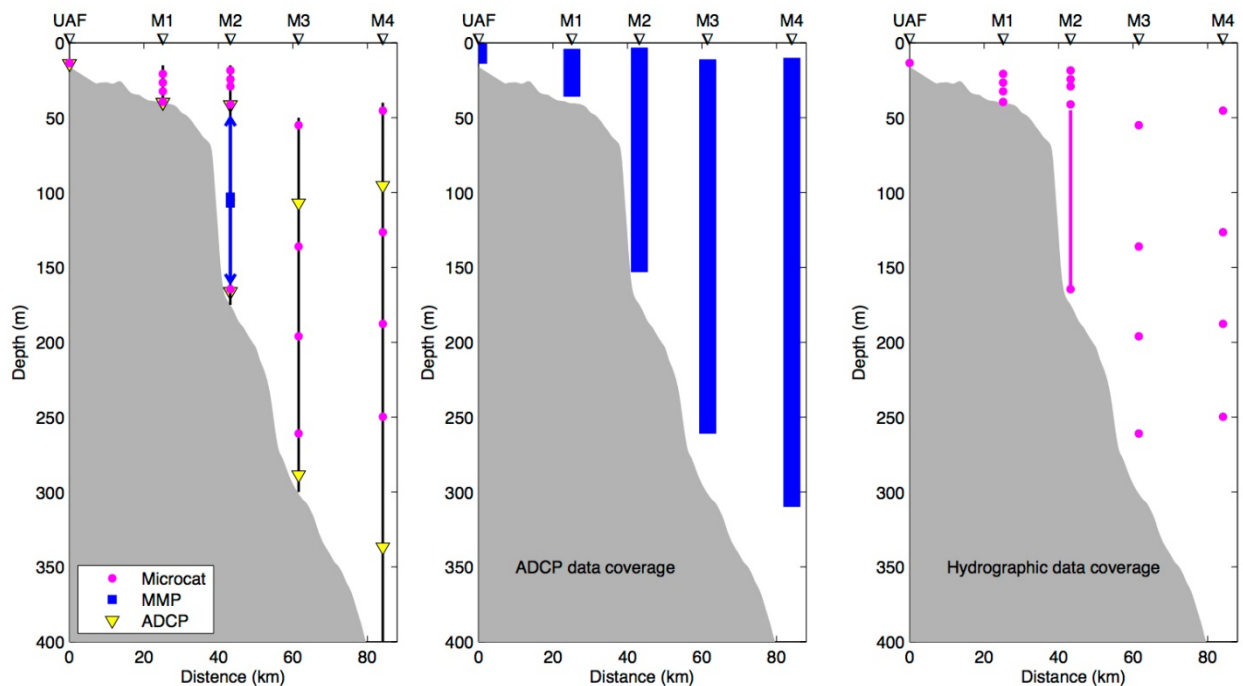 UAF M1 M2 M3 M4
0
50
100
150
200
250
300
350
400
Depth (m)
Microcat
MMP
ADCP
0 20 40 60 80
Distence (km)
UAF M1 M2 M3 M4
0
50
100
150
200
250
300
350
400
Depth (m)
ADCP data coverage
0 20 40 60 80
Distance (km)
UAF M1 M2 M3 M4
0
50
100
150
200
250
300
350
400
Depth (m)
Hydrographic data coverage
0 20 40 60 80
Distance (km)